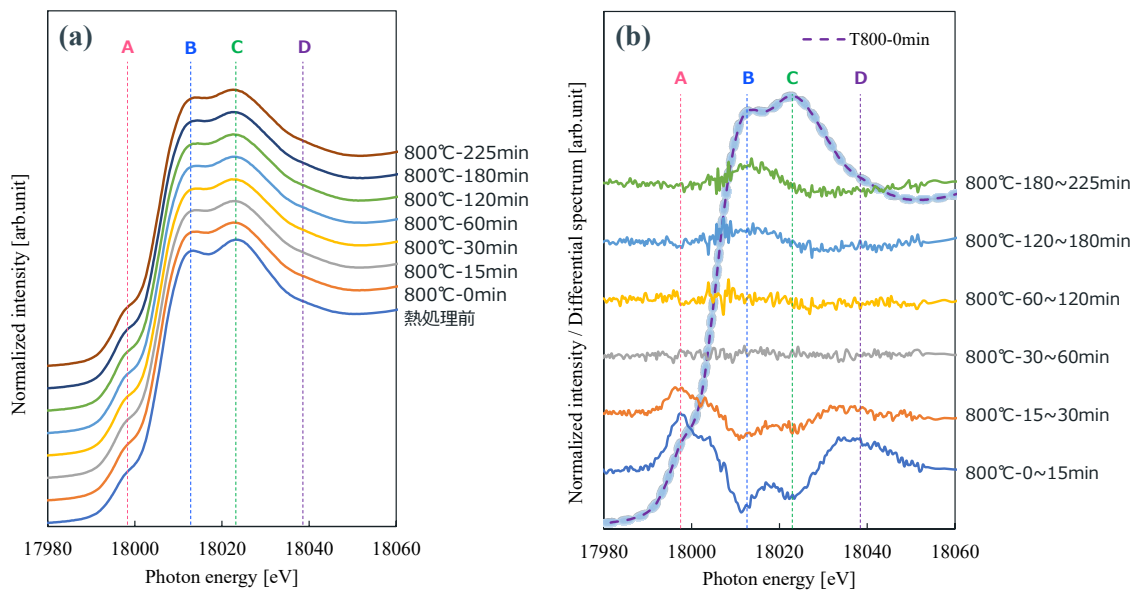 (a)
A
B
C
D
Normalized intensity [arb.unit]
800℃-225min
800℃-180min
800℃-120min
800℃-60min
800℃-30min
800℃-15min
800℃-0min
熱処理前
17980
18000
18020
18040
18060
Photon energy [eV]
(b)
T800-0min
A
B
C
D
Normalized intensity / Differential spectrum [arb.unit]
800℃-180~225min
800℃-120~180min
800℃-60~120min
800℃-30~60min
800℃-15~30min
800℃-0~15min
17980
18000
18020
18040
18060
Photon energy [eV]